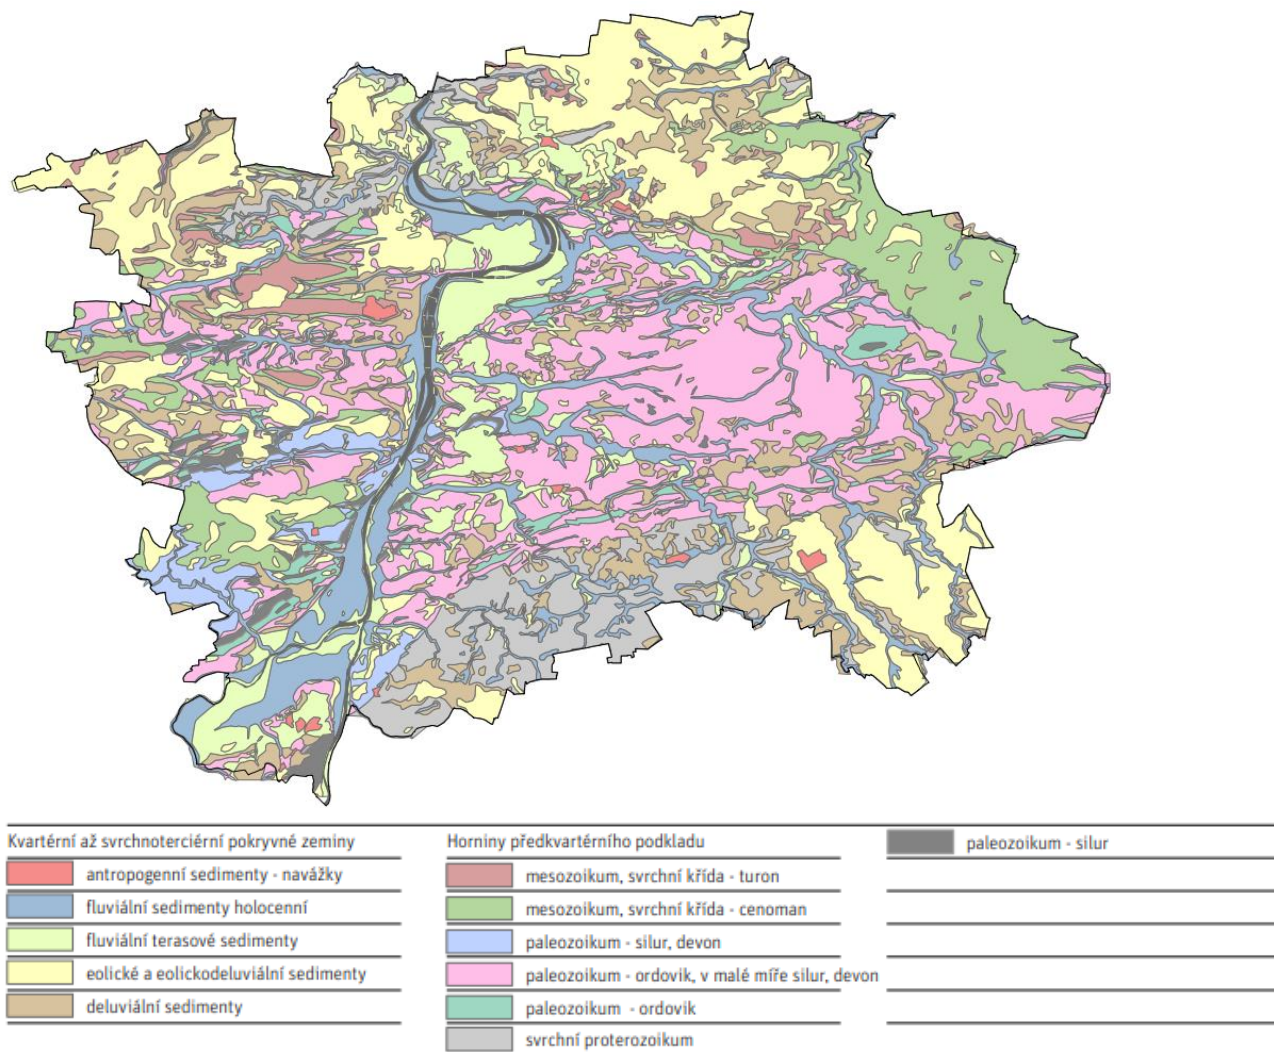 Kvartérní až svrchnoterciérní pokryvné zeminy
antropogenní sedimenty - navážky
fluviální sedimenty holocenní
fluviální terasové sedimenty
eolické a eolickodeluviální sedimenty
deluviální sedimenty
Horniny předkvartérního podkladu
mesozoikum, svrchní křída - turon
mesozoikum, svrchní křída - cenoman
paleozoikum - silur, devon
paleozoikum - ordovik, v malé míře silur, devon
paleozoikum - ordovik
svrchní proterozoikum
paleozoikum - silur